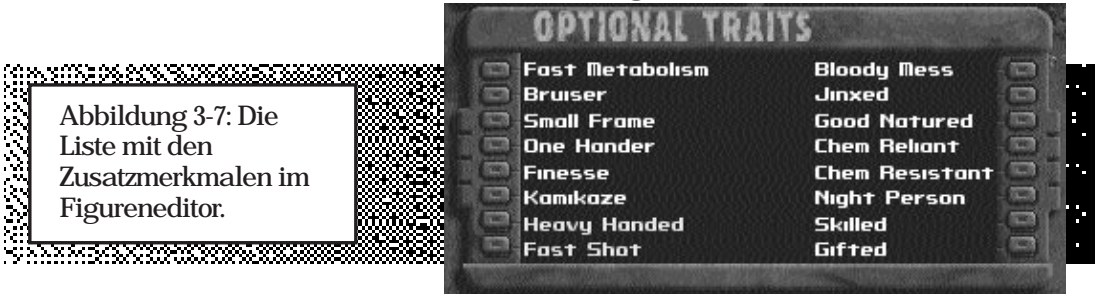 Abbildung 3-7: Die
Liste mit den
Zusatzmerkmalen im
Figureneditor.
OPTIONAL TRAITS
Fast Metabolism
Bruiser
Small Frame
One Hander
Finesse
Kamikaze
Heavy Handed
Fast Shot
Bloody Mess
Jinxed
Good Natured
Chem Reliant
Chem Resistant
Night Person
Skilled
Gifted